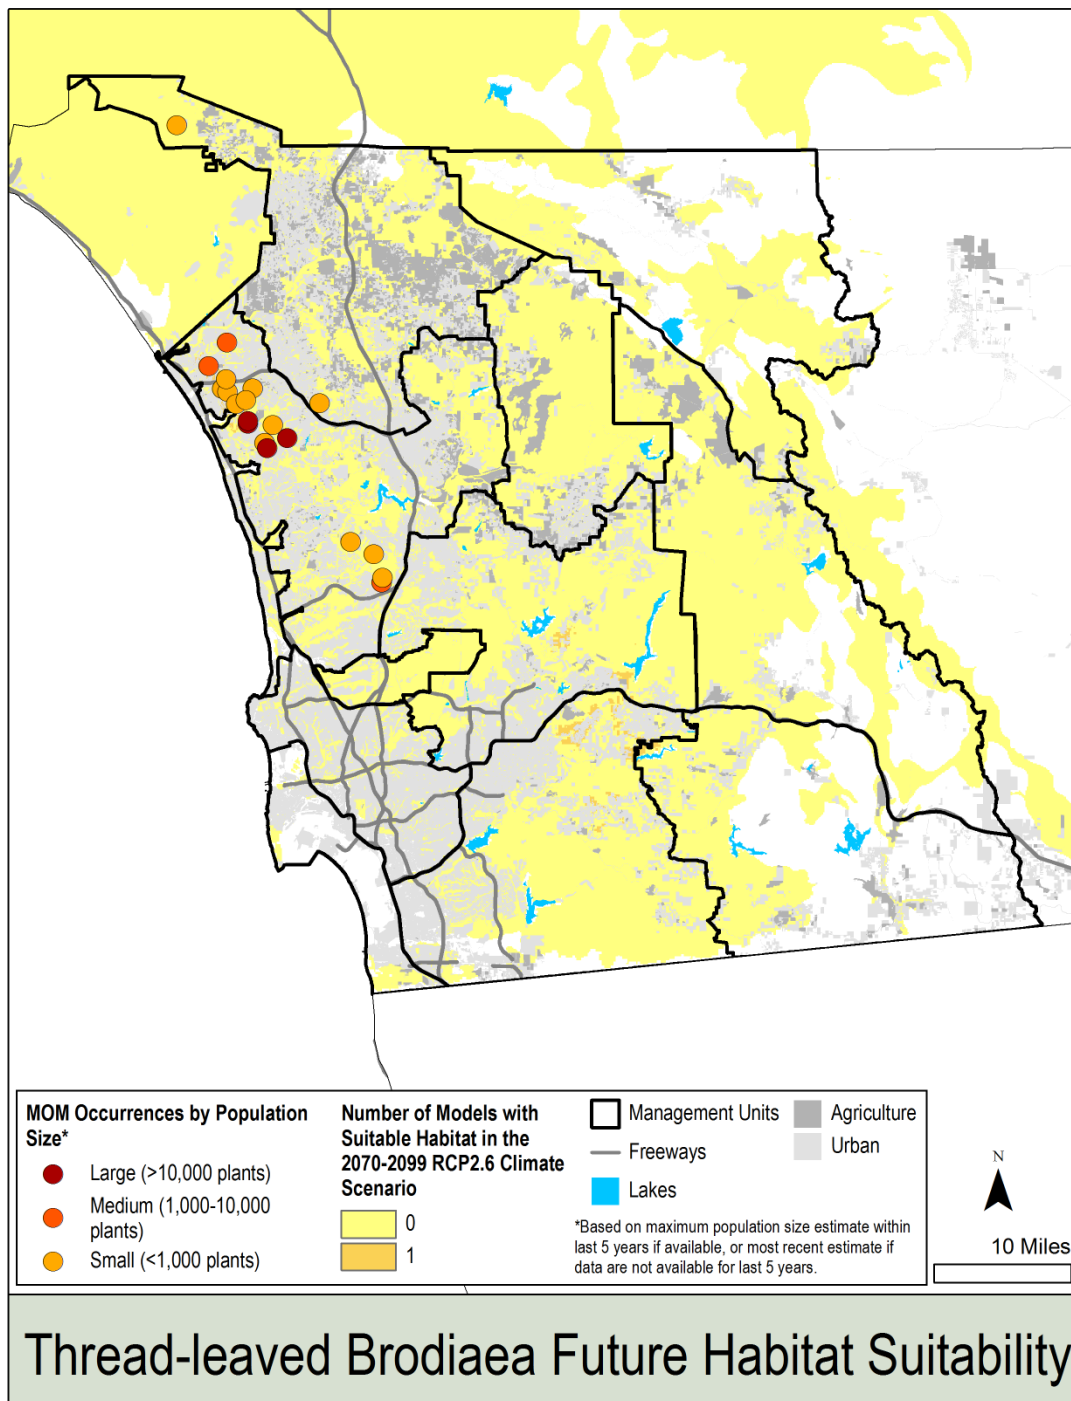 MOM Occurrences by Population
Size*
Large (>10,000 plants)
Medium (1,000-10,000
plants)
Small (<1,000 plants)
Number of Models with
Suitable Habitat in the
2070-2099 RCP2.6 Climate
Scenario
0
1
Management Units
Freeways
Lakes
Agriculture
Urban
*Based on maximum population size estimate within
last 5 years if available, or most recent estimate if
data are not available for last 5 years.
N
10 Miles
Thread-leaved Brodiaea Future Habitat Suitability